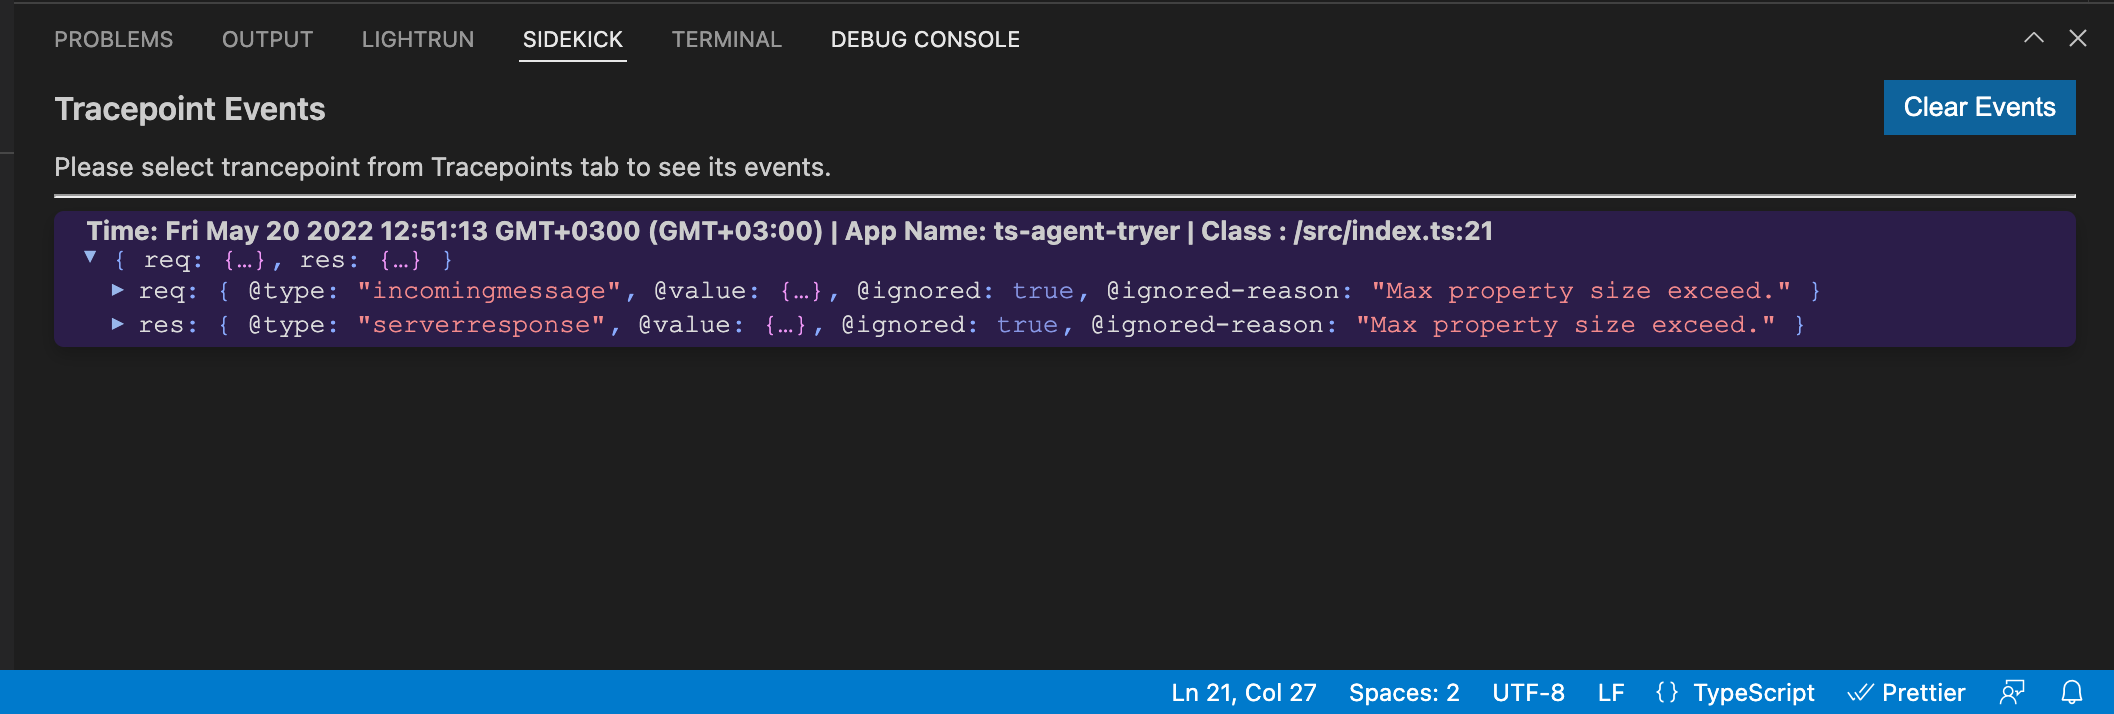 PROBLEMS OUTPUT LIGHTRUN SIDEKICK TERMINAL DEBUG CONSOLE
Tracepoint Events
Clear Events
Please select trancepoint from Tracepoints tab to see its events.
Time: Fri May 20 2022 12:51:13 GMT+0300 (GMT+03:00) | App Name: ts-agent-tryer | Class : /src/index.ts:21
▼ { req: {…}, res: {…} }
▶ req: { @type: "incomingmessage", @value: {…}, @ignored: true, @ignored-reason: "Max property size exceed." }
▶ res: { @type: "serverresponse", @value: {…}, @ignored: true, @ignored-reason: "Max property size exceed." }
Ln 21, Col 27 Spaces: 2 UTF-8 LF {} TypeScript Prettier